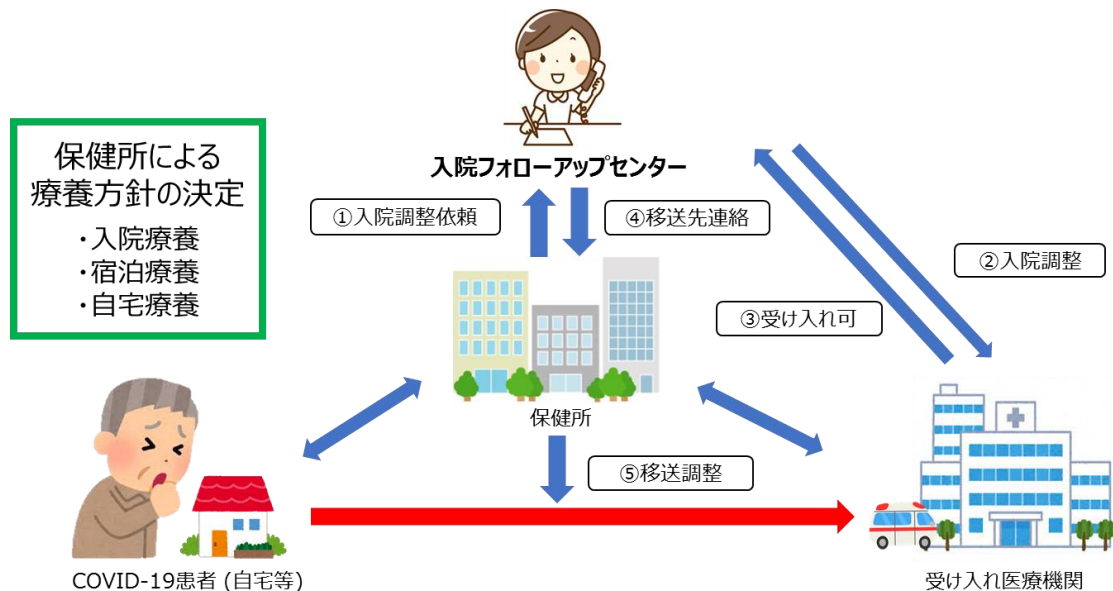 保健所による
療養方針の決定
・入院療養
・宿泊療養
・自宅療養
入院フォローアップセンター
①入院調整依頼
④移送先連絡
②入院調整
③受け入れ可
保健所
⑤移送調整
COVID-19患者 (自宅等)
受け入れ医療機関